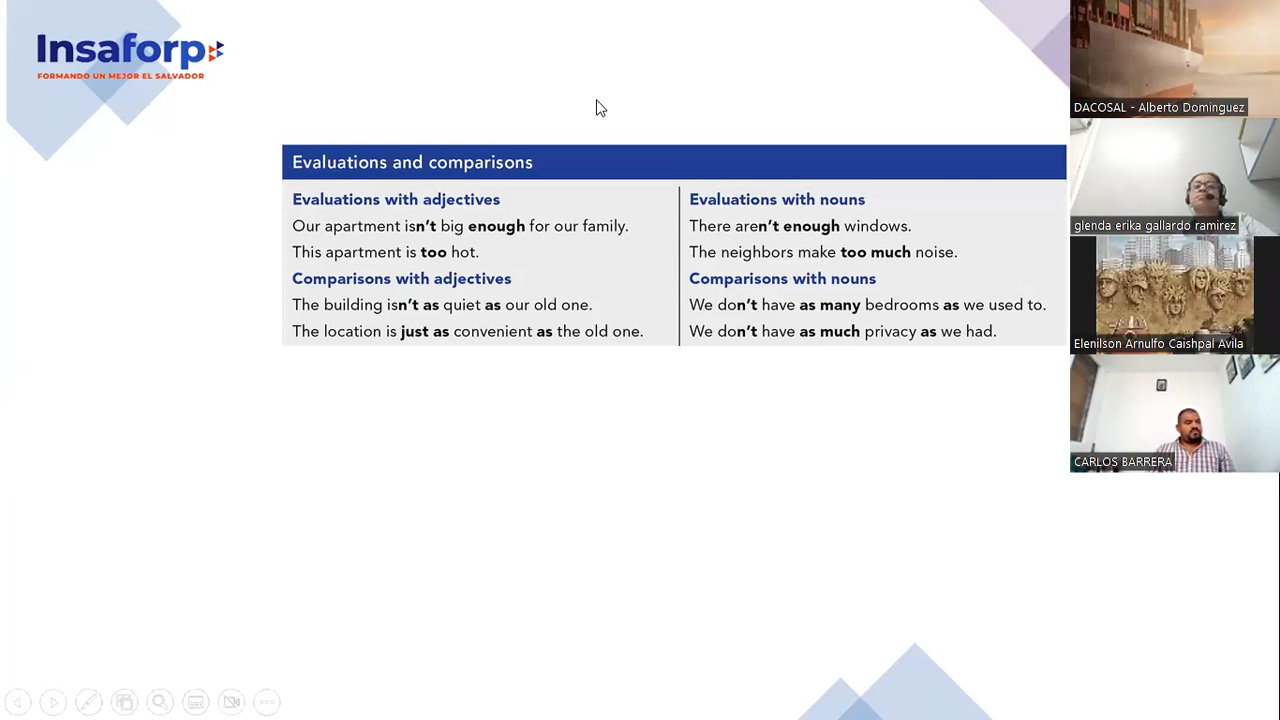 Insaforp
FORMANDO UN MEJOR EL SALVADOR
Evaluations and comparisons
Evaluations with adjectives
Our apartment isn't big enough for our family.
This apartment is too hot.
Comparisons with adjectives
The building isn't as quiet as our old one.
The location is just as convenient as the old one.
Evaluations with nouns
There aren't enough windows.
The neighbors make too much noise.
Comparisons with nouns
We don't have as many bedrooms as we used to.
We don't have as much privacy as we had.
DACOSAL - Alberto Dominguez
glenda erika gallardo ramirez
Elenilson Arnulfo Caishpal Avila
CARLOS BARRERA